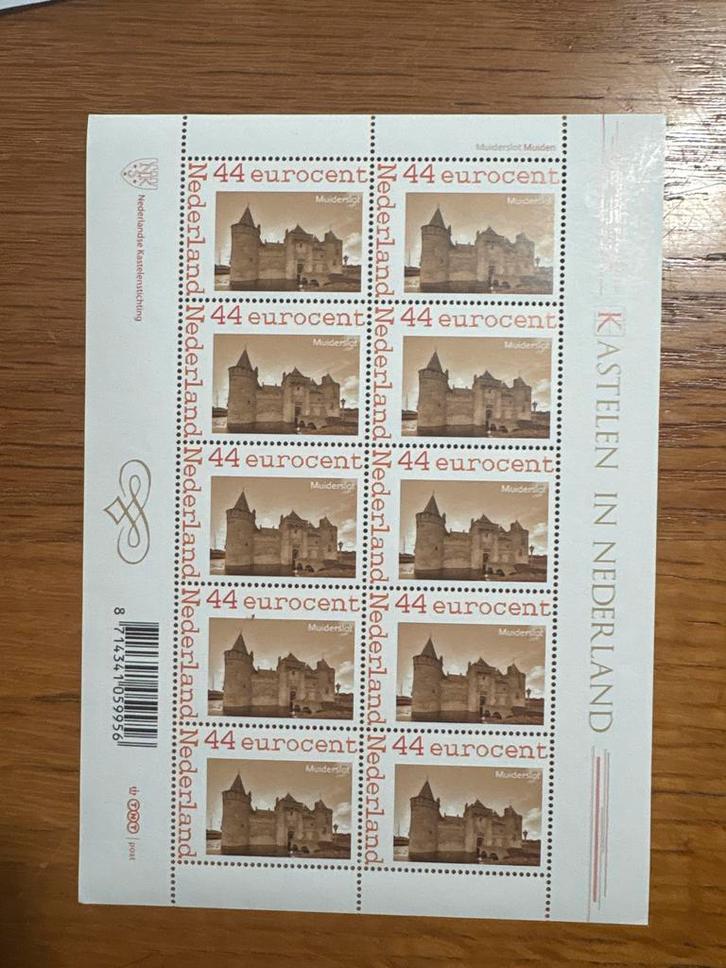 Muiderslot Muiden
NSK
Nederlandse Kastelenstichting
KASTELEN IN NEDERLAND
Nederland
44 eurocent
Muiderslot
Nederland
44 eurocent
Muiderslot
Nederland
44 eurocent
Muiderslot
Nederland
44 eurocent
Muiderslot
Nederland
44 eurocent
Muiderslot
Nederland
44 eurocent
Muiderslot
Nederland
44 eurocent
Muiderslot
Nederland
44 eurocent
Muiderslot
Nederland
44 eurocent
Muiderslot
Nederland
44 eurocent
Muiderslot
8 714341 059956
TNT post